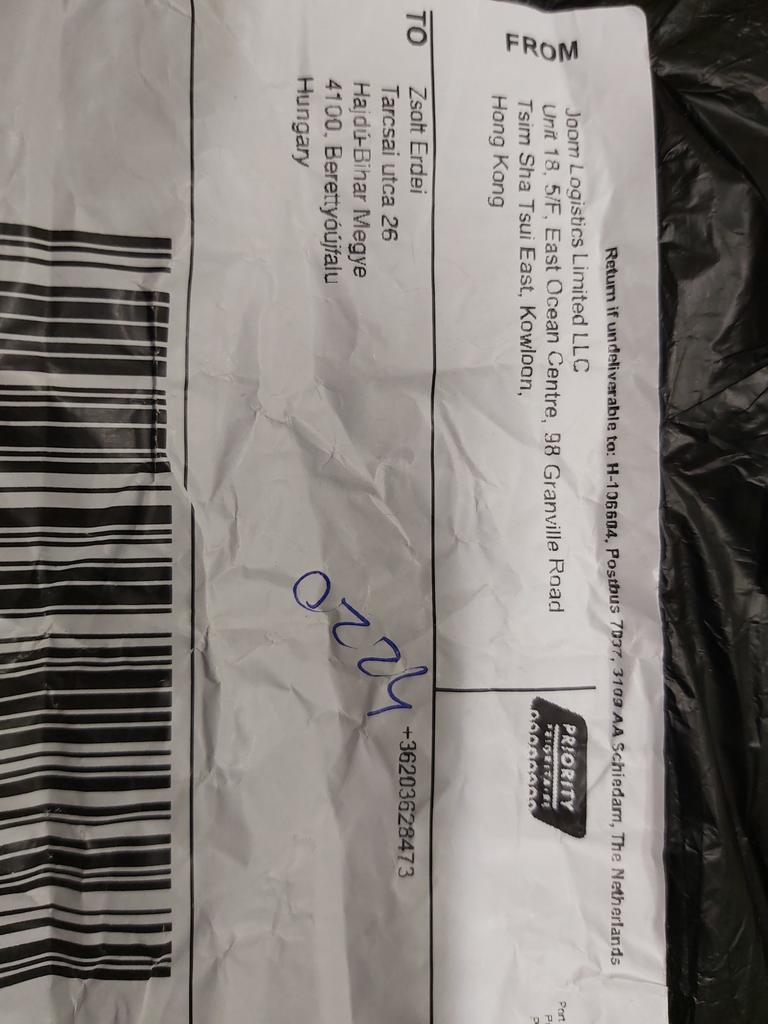 Return if undeliverable to: H-106604, Postbus 7037, 3109 AA Schiedam, The Netherlands
FROM
Joom Logistics Limited LLC
Unit 18, 5/F, East Ocean Centre, 98 Granville Road
Tsim Sha Tsui East, Kowloon,
Hong Kong
PRIORITY
PRIORITAIRE
TO
Zsolt Erdei
+36203628473
Tarcsai utca 26
Hajdú-Bihar Megye
4100, Berettyóújfalu
Hungary